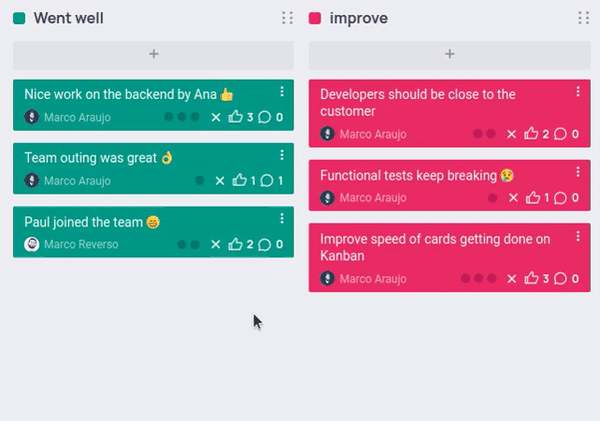 Went well
+
Nice work on the backend by Ana 👍
Marco Araujo 3 0
Team outing was great 👌
Marco Araujo 1 1
Paul joined the team 😄
Marco Reverso 2 0
improve
+
Developers should be close to the
customer
Marco Araujo 2 0
Functional tests keep breaking 😢
Marco Araujo 1 0
Improve speed of cards getting done on
Kanban
Marco Araujo 3 0